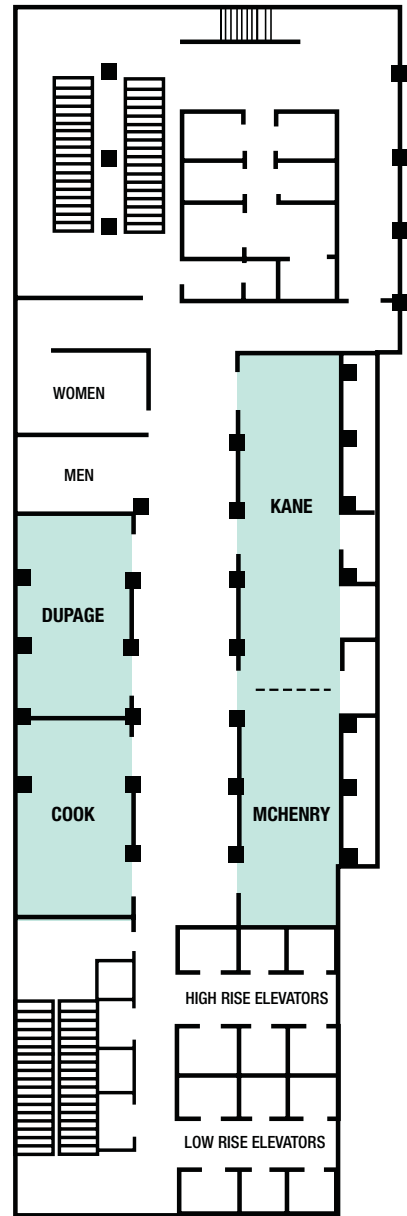 WOMEN
MEN
KANE
DUPAGE
COOK
MCHENRY
HIGH RISE ELEVATORS
LOW RISE ELEVATORS